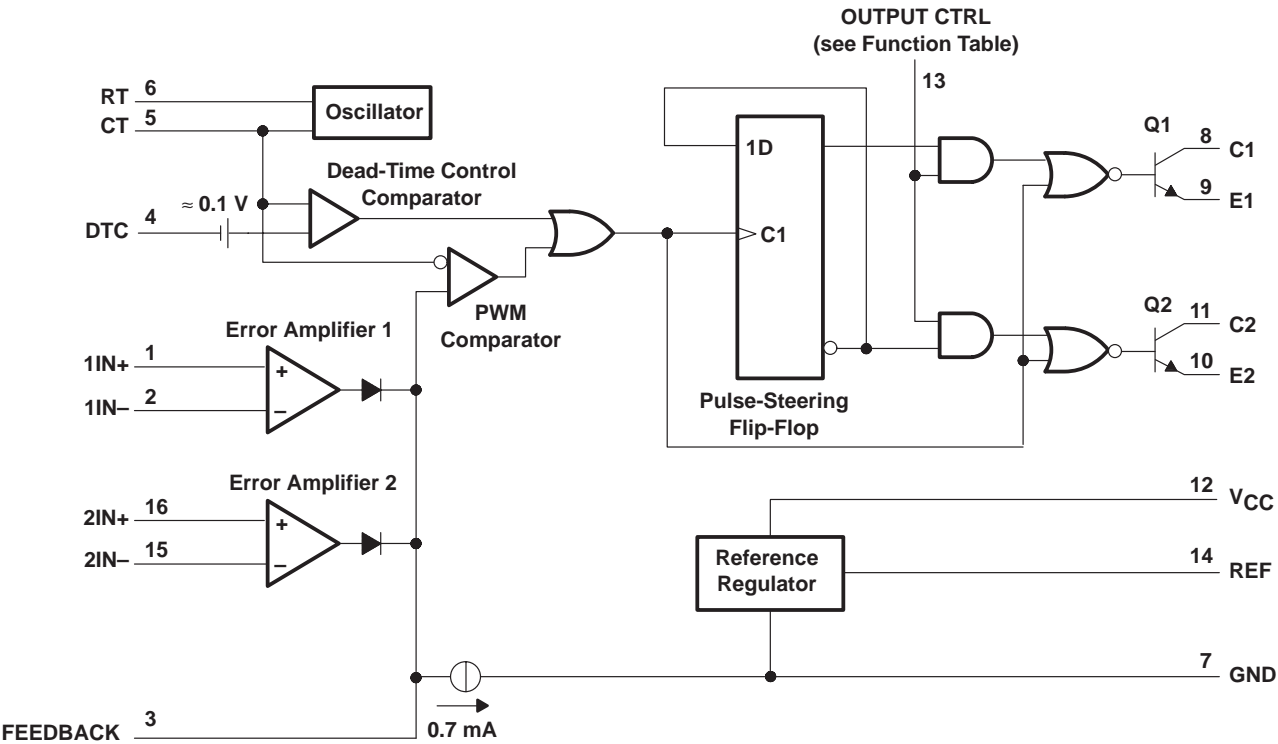 OUTPUT CTRL
(see Function Table)
13
RT 6
CT 5
Oscillator
Dead-Time Control
Comparator
≈ 0.1 V
DTC 4
PWM
Comparator
1D
C1
Pulse-Steering
Flip-Flop
Q1
8 C1
9 E1
Q2
11 C2
10 E2
Error Amplifier 1
1IN+ 1
1IN– 2
+
–
Error Amplifier 2
2IN+ 16
2IN– 15
+
–
12 VCC
Reference
Regulator
14 REF
7 GND
0.7 mA
FEEDBACK 3